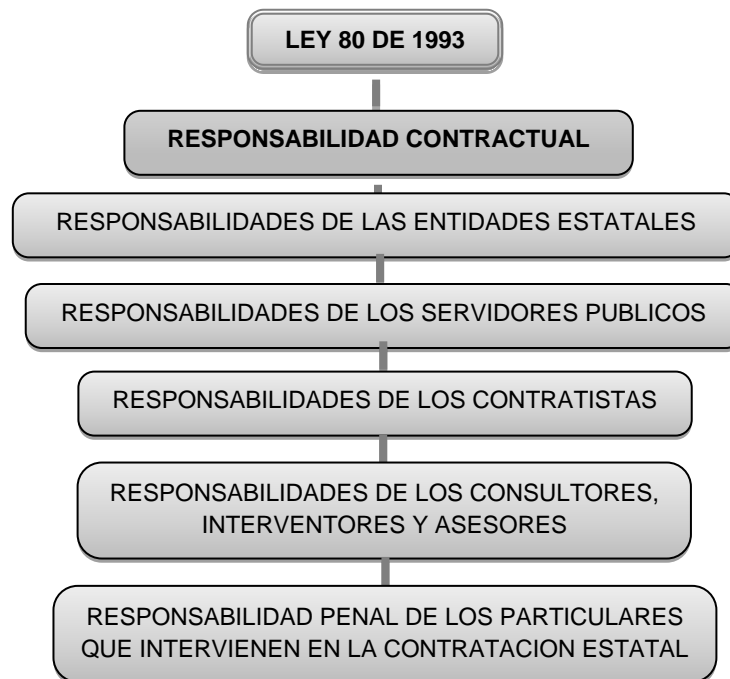 LEY 80 DE 1993
RESPONSABILIDAD CONTRACTUAL
RESPONSABILIDADES DE LAS ENTIDADES ESTATALES
RESPONSABILIDADES DE LOS SERVIDORES PUBLICOS
RESPONSABILIDADES DE LOS CONTRATISTAS
RESPONSABILIDADES DE LOS CONSULTORES,
INTERVENTORES Y ASESORES
RESPONSABILIDAD PENAL DE LOS PARTICULARES
QUE INTERVIENEN EN LA CONTRATACION ESTATAL